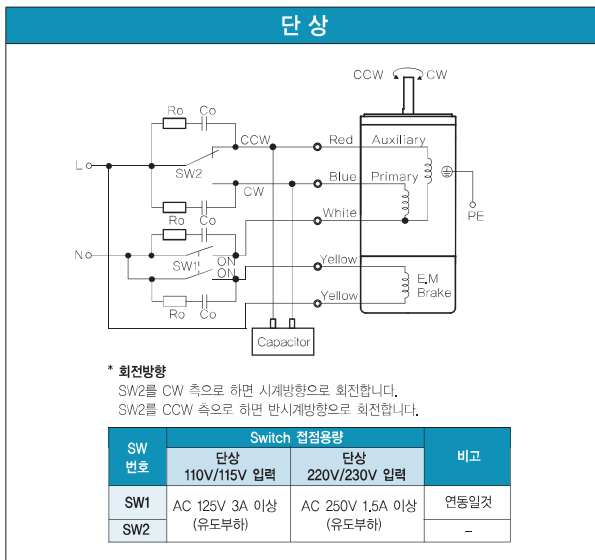 단 상
CCW CW
Ro Co
CCW Red Auxiliary
L SW2
Blue Primary
CW
PE
Ro Co
White
N SW1 ON
ON
Yellow
E.M
Brake
Yellow
Ro Co
Capacitor
* 회전방향
SW2를 CW 측으로 하면 시계방향으로 회전합니다.
SW2를 CCW 측으로 하면 반시계방향으로 회전합니다.
SW
번호
Switch 접점용량
비고
단상
110V/115V 입력
단상
220V/230V 입력
SW1
AC 125V 3A 이상
(유도부하)
AC 250V 1.5A 이상
(유도부하)
연동일것
SW2
–